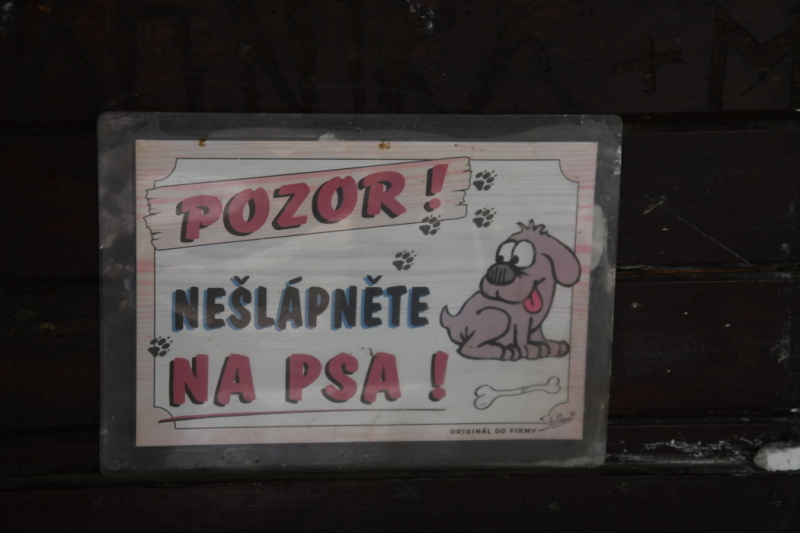 POZOR !
NEŠLÁPNĚTE
NA PSA !
ORIGINÁL OD FIRMY